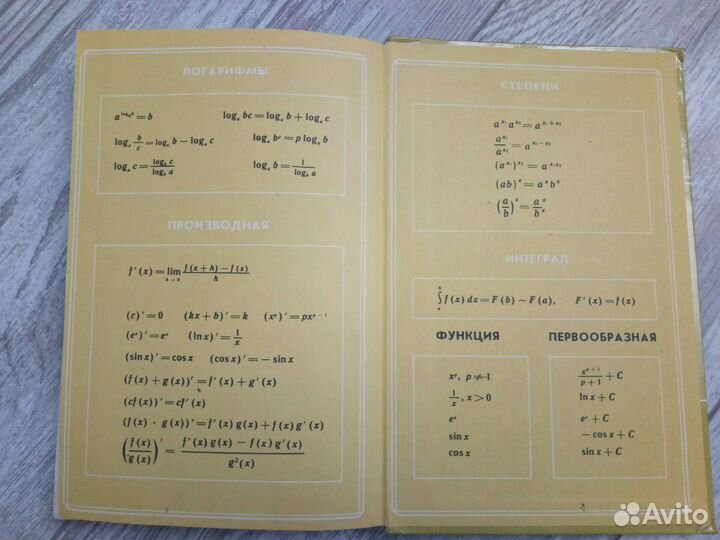 ЛОГАРИФМЫ
a^{log_a b} = b log_a bc = log_a b + log_a c
log_a b/c = log_a b − log_a c log_a b^p = p log_a b
log_a c = log_b c / log_b a log_a b = 1 / log_b a
ПРОИЗВОДНАЯ
f′(x) = lim_{h→0} (f(x+h) − f(x)) / h
(c)′ = 0 (kx + b)′ = k (x^p)′ = px^{p−1}
(e^x)′ = e^x (ln x)′ = 1/x
(sin x)′ = cos x (cos x)′ = − sin x
(f(x) + g(x))′ = f′(x) + g′(x)
(cf(x))′ = cf′(x)
(f(x) · g(x))′ = f′(x) g(x) + f(x) g′(x)
(f(x)/g(x))′ = (f′(x) g(x) − f(x) g′(x)) / g²(x)
СТЕПЕНИ
a^{x₁} a^{x₂} = a^{x₁+x₂}
a^{x₁} / a^{x₂} = a^{x₁−x₂}
(a^{x₁})^{x₂} = a^{x₁x₂}
(ab)^x = a^x b^x
(a/b)^x = a^x / b^x
ИНТЕГРАЛ
∫_a^b f(x) dx = F(b) − F(a), F′(x) = f(x)
ФУНКЦИЯ ПЕРВООБРАЗНАЯ
x^p, p ≠ -1 x^{p+1} / (p+1) + C
1/x, x > 0 ln x + C
e^x e^x + C
sin x − cos x + C
cos x sin x + C
Avito